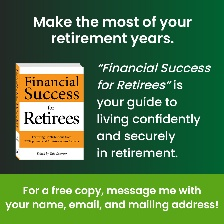 Make the most of your
retirement years.
Financial
Success
for
Retirees
“Financial Success
for Retirees” is
your guide to
living confidently
and securely
in retirement.
For a free copy, message me with
your name, email, and mailing address!